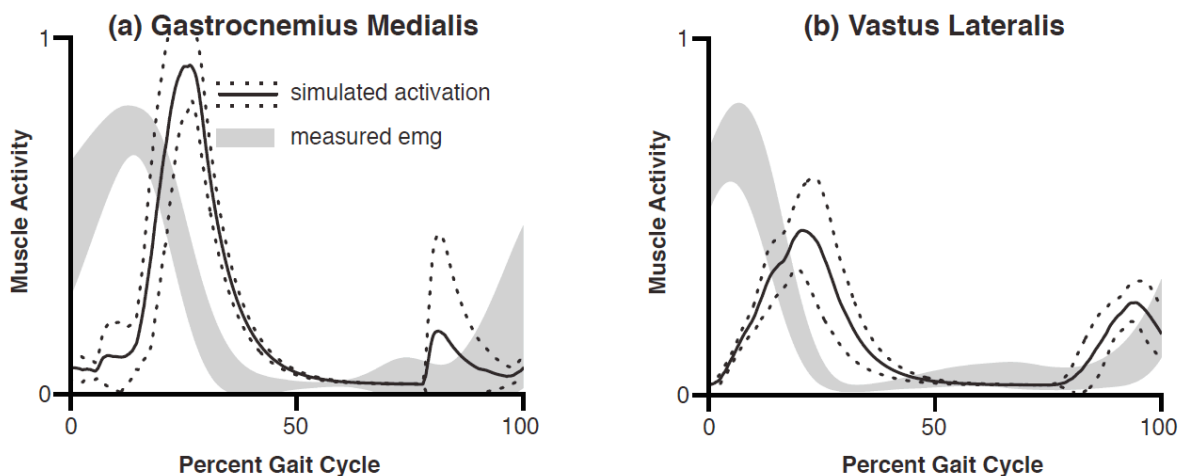 (a) Gastrocnemius Medialis
1
simulated activation
measured emg
Muscle Activity
0
0
50
100
Percent Gait Cycle
(b) Vastus Lateralis
1
Muscle Activity
0
0
50
100
Percent Gait Cycle